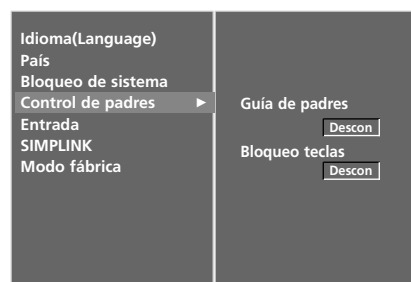 Idioma(Language)
País
Bloqueo de sistema
Control de padres ►
Entrada
SIMPLINK
Modo fábrica
Guía de padres
Descon
Bloqueo teclas
Descon